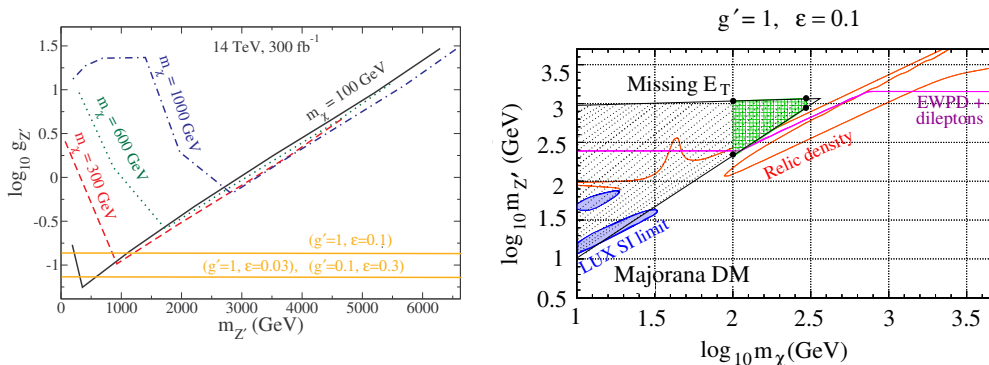 14 TeV, 300 fb⁻¹
m_χ = 100 GeV
m_χ = 1000 GeV
m_χ = 600 GeV
m_χ = 300 GeV
(g′=1, ε=0.1)
(g′=1, ε=0.03), (g′=0.1, ε=0.3)
1.5
1
0.5
0
-0.5
-1
log₁₀ g_Z′
0 1000 2000 3000 4000 5000 6000
m_Z′ (GeV)
g′=1, ε=0.1
Missing E_T
EWPD +
dileptons
Relic density
LUX SI limit
Majorana DM
3.5
3
2.5
2
1.5
1
0.5
log₁₀ m_Z′ (GeV)
1 1.5 2 2.5 3 3.5
log₁₀ m_χ (GeV)